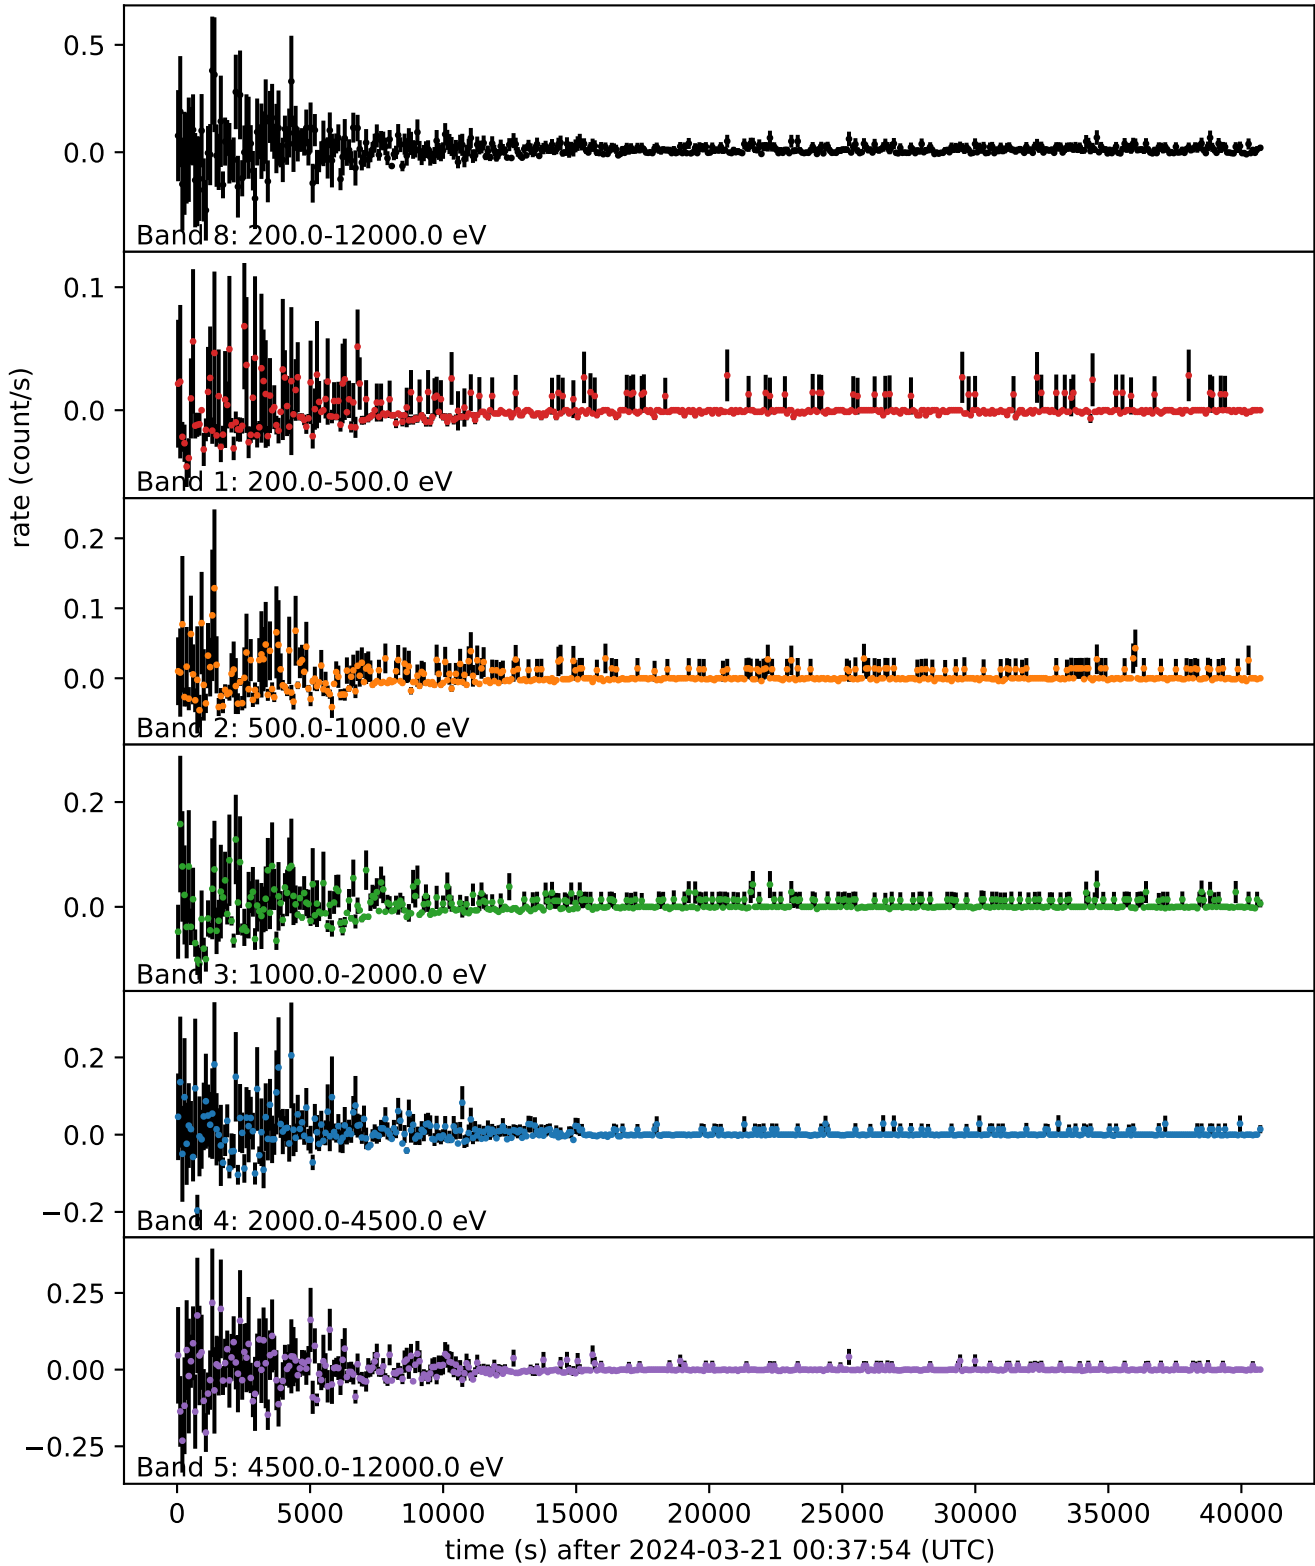 rate (count/s)
0.5
0.0
Band 8: 200.0-12000.0 eV
0.1
0.0
Band 1: 200.0-500.0 eV
0.2
0.1
0.0
Band 2: 500.0-1000.0 eV
0.2
0.0
Band 3: 1000.0-2000.0 eV
0.2
0.0
−0.2
Band 4: 2000.0-4500.0 eV
0.25
0.00
−0.25
Band 5: 4500.0-12000.0 eV
0 5000 10000 15000 20000 25000 30000 35000 40000
time (s) after 2024-03-21 00:37:54 (UTC)